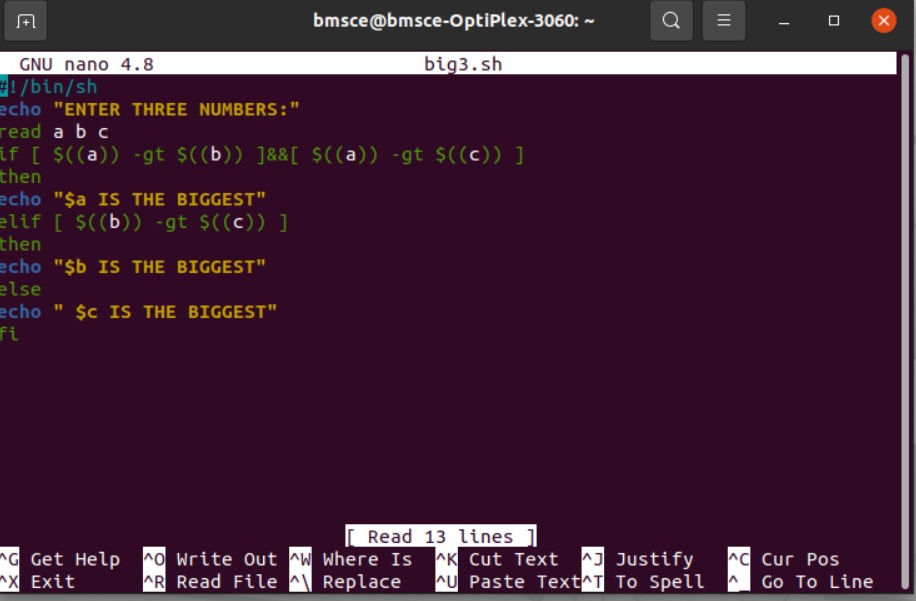 bmsce@bmsce-OptiPlex-3060: ~
GNU nano 4.8 big3.sh
#!/bin/sh
echo "ENTER THREE NUMBERS:"
read a b c
if [ $((a)) -gt $((b)) ]&&[ $((a)) -gt $((c)) ]
then
echo "$a IS THE BIGGEST"
elif [ $((b)) -gt $((c)) ]
then
echo "$b IS THE BIGGEST"
else
echo " $c IS THE BIGGEST"
fi
[ Read 13 lines ]
^G Get Help ^O Write Out ^W Where Is ^K Cut Text ^J Justify ^C Cur Pos
^X Exit ^R Read File ^\ Replace ^U Paste Text^T To Spell ^_ Go To Line